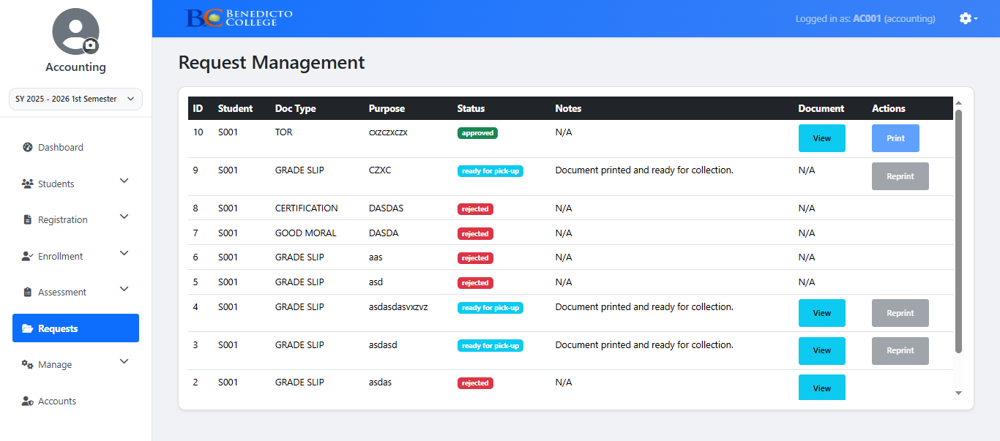 BC BENEDICTO COLLEGE
Logged in as: AC001 (accounting)
Accounting
SY 2025 - 2026 1st Semester
Dashboard
Students
Registration
Enrollment
Assessment
Requests
Manage
Accounts
Request Management
ID Student Doc Type Purpose Status Notes Document Actions
10 S001 TOR cxzczxczx approved N/A View Print
9 S001 GRADE SLIP CZXC ready for pick-up Document printed and ready for collection. N/A Reprint
8 S001 CERTIFICATION DASDAS rejected N/A N/A
7 S001 GOOD MORAL DASDA rejected N/A N/A
6 S001 GRADE SLIP aas rejected N/A N/A
5 S001 GRADE SLIP asd rejected N/A N/A
4 S001 GRADE SLIP asdasdasvxzvz ready for pick-up Document printed and ready for collection. View Reprint
3 S001 GRADE SLIP asdasd ready for pick-up Document printed and ready for collection. View Reprint
2 S001 GRADE SLIP asdas rejected N/A View